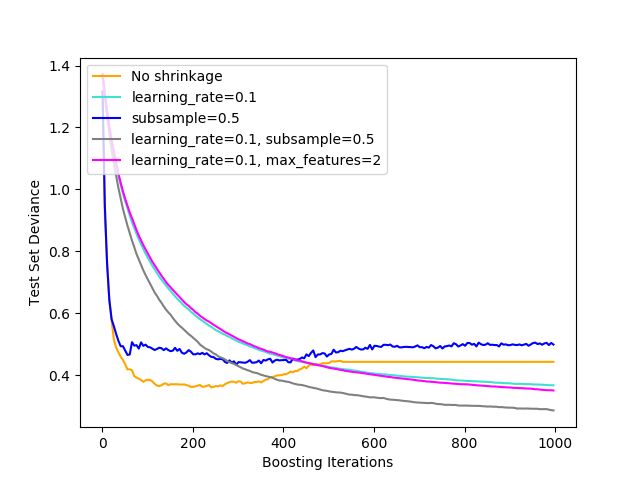 1.4
1.2
1.0
0.8
0.6
0.4
Test Set Deviance
No shrinkage
learning_rate=0.1
subsample=0.5
learning_rate=0.1, subsample=0.5
learning_rate=0.1, max_features=2
0 200 400 600 800 1000
Boosting Iterations